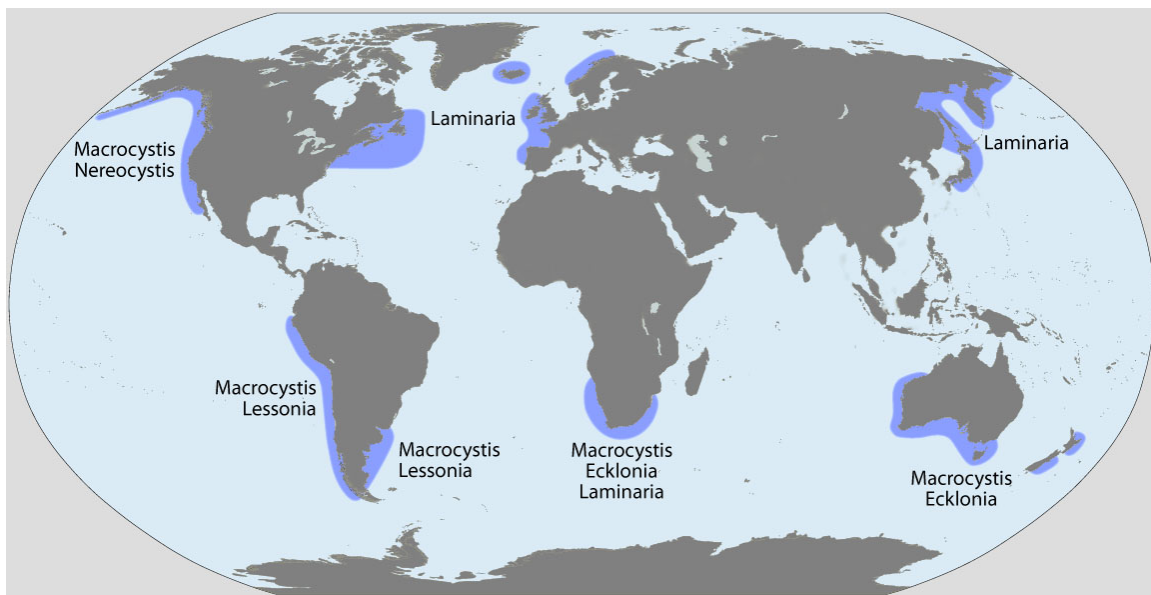 Laminaria
Macrocystis
Nereocystis
Laminaria
Macrocystis
Lessonia
Macrocystis
Lessonia
Macrocystis
Ecklonia
Laminaria
Macrocystis
Ecklonia